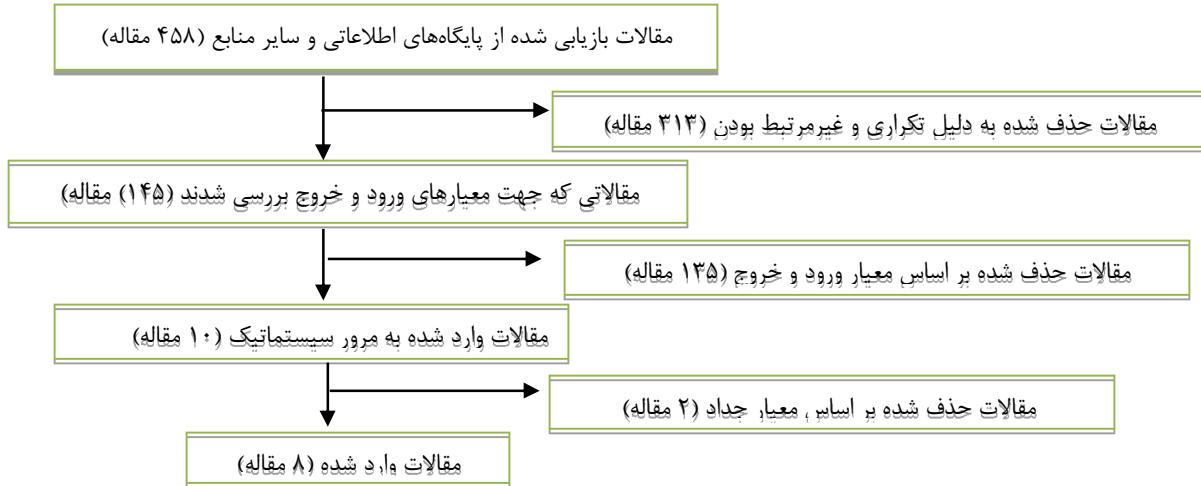 مقالات بازیابی شده از پایگاه‌های اطلاعاتی و سایر منابع (۴۵۸ مقاله)
مقالات حذف شده به دلیل تکراری و غیرمرتبط بودن (۳۱۳ مقاله)
مقالاتی که جهت معیارهای ورود و خروج بررسی شدند (۱۴۵) مقاله)
مقالات حذف شده بر اساس معیار ورود و خروج (۱۳۵ مقاله)
مقالات وارد شده به مرور سیستماتیک (۱۰ مقاله)
مقالات حذف شده بر اساس معیار جداد (۲ مقاله)
مقالات وارد شده (۸ مقاله)